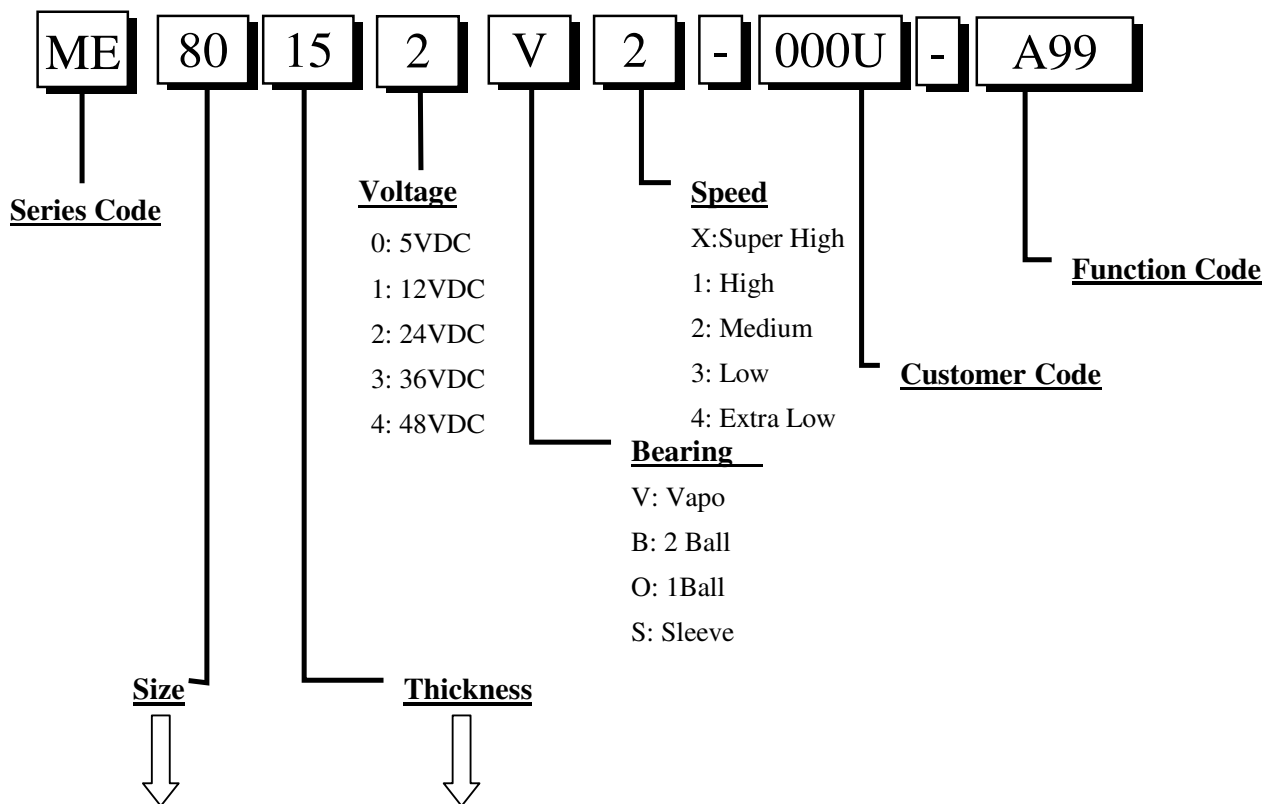 ME 80 15 2 V 2 - 000U - A99
Series Code
Voltage
0: 5VDC
1: 12VDC
2: 24VDC
3: 36VDC
4: 48VDC
Speed
X:Super High
1: High
2: Medium
3: Low
4: Extra Low
Function Code
Customer Code
Bearing
V: Vapo
B: 2 Ball
O: 1Ball
S: Sleeve
Size
Thickness